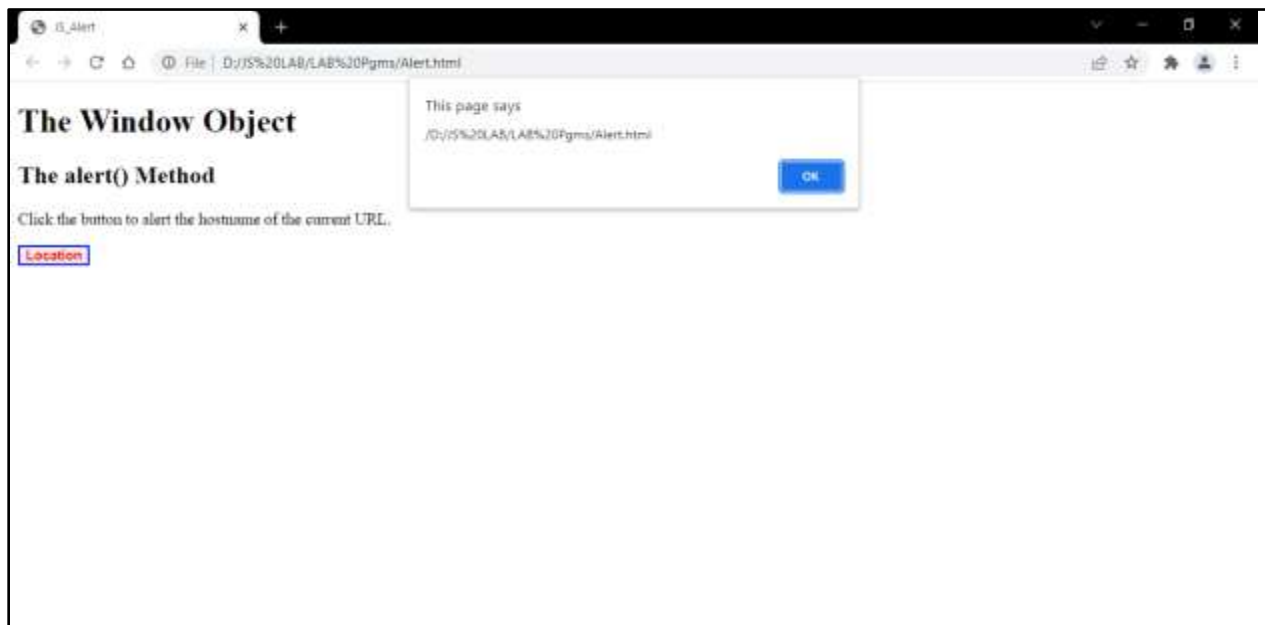 JS_Alert
File | D:/JS%20LAB/LAB%20Pgms/Alert.html
This page says
/D:/JS%20LAB/LAB%20Pgms/Alert.html
OK
The Window Object
The alert() Method
Click the button to alert the hostname of the current URL.
Location